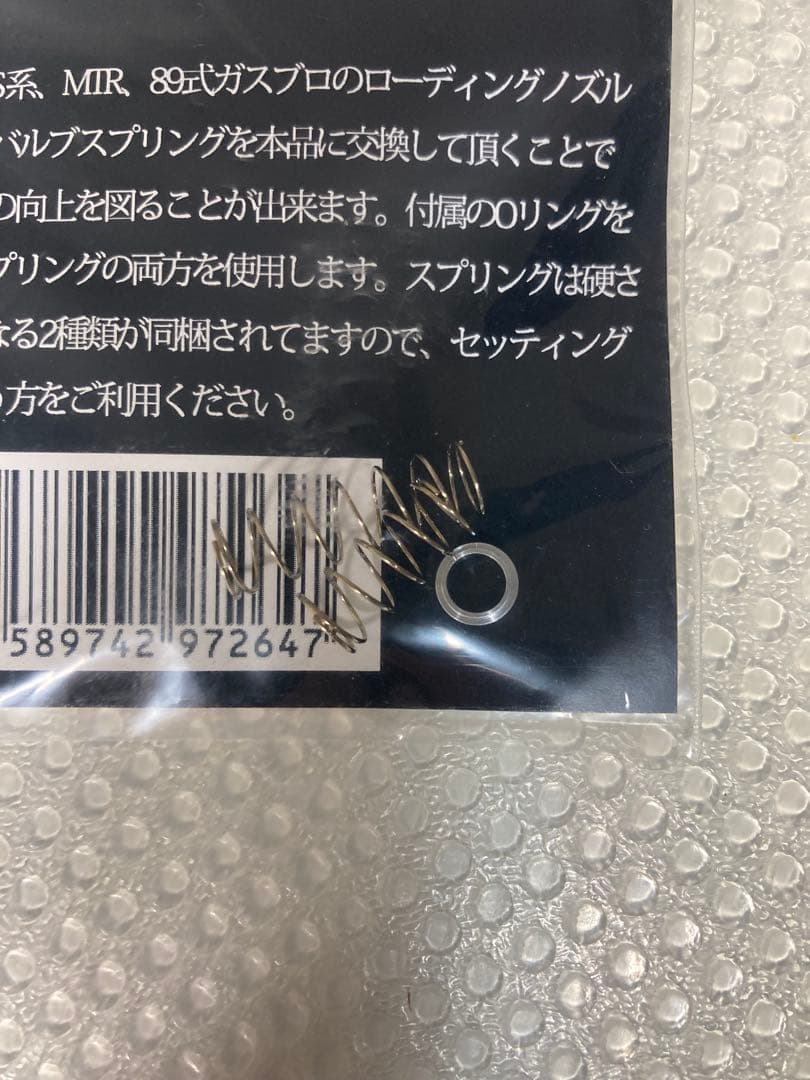 系、MTR、89式ガスブロのローディングノズル
バルブスプリングを本品に交換して頂くことで
の向上を図ることが出来ます。付属のOリングを
プリングの両方を使用します。スプリングは硬さ
なる2種類が同梱されてますので、セッティング
方をご利用ください。
589742 972647